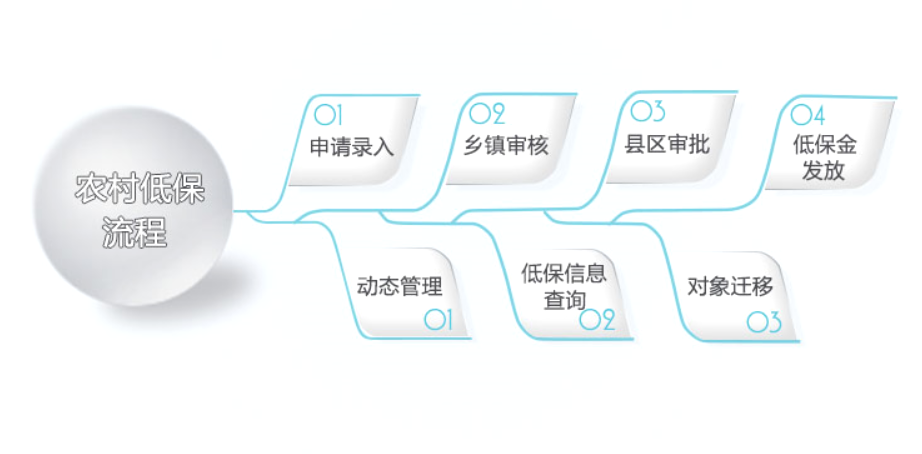 农村低保
流程
01
申请录入
02
乡镇审核
03
县区审批
04
低保金
发放
动态管理
01
低保信息
查询
02
对象迁移
03